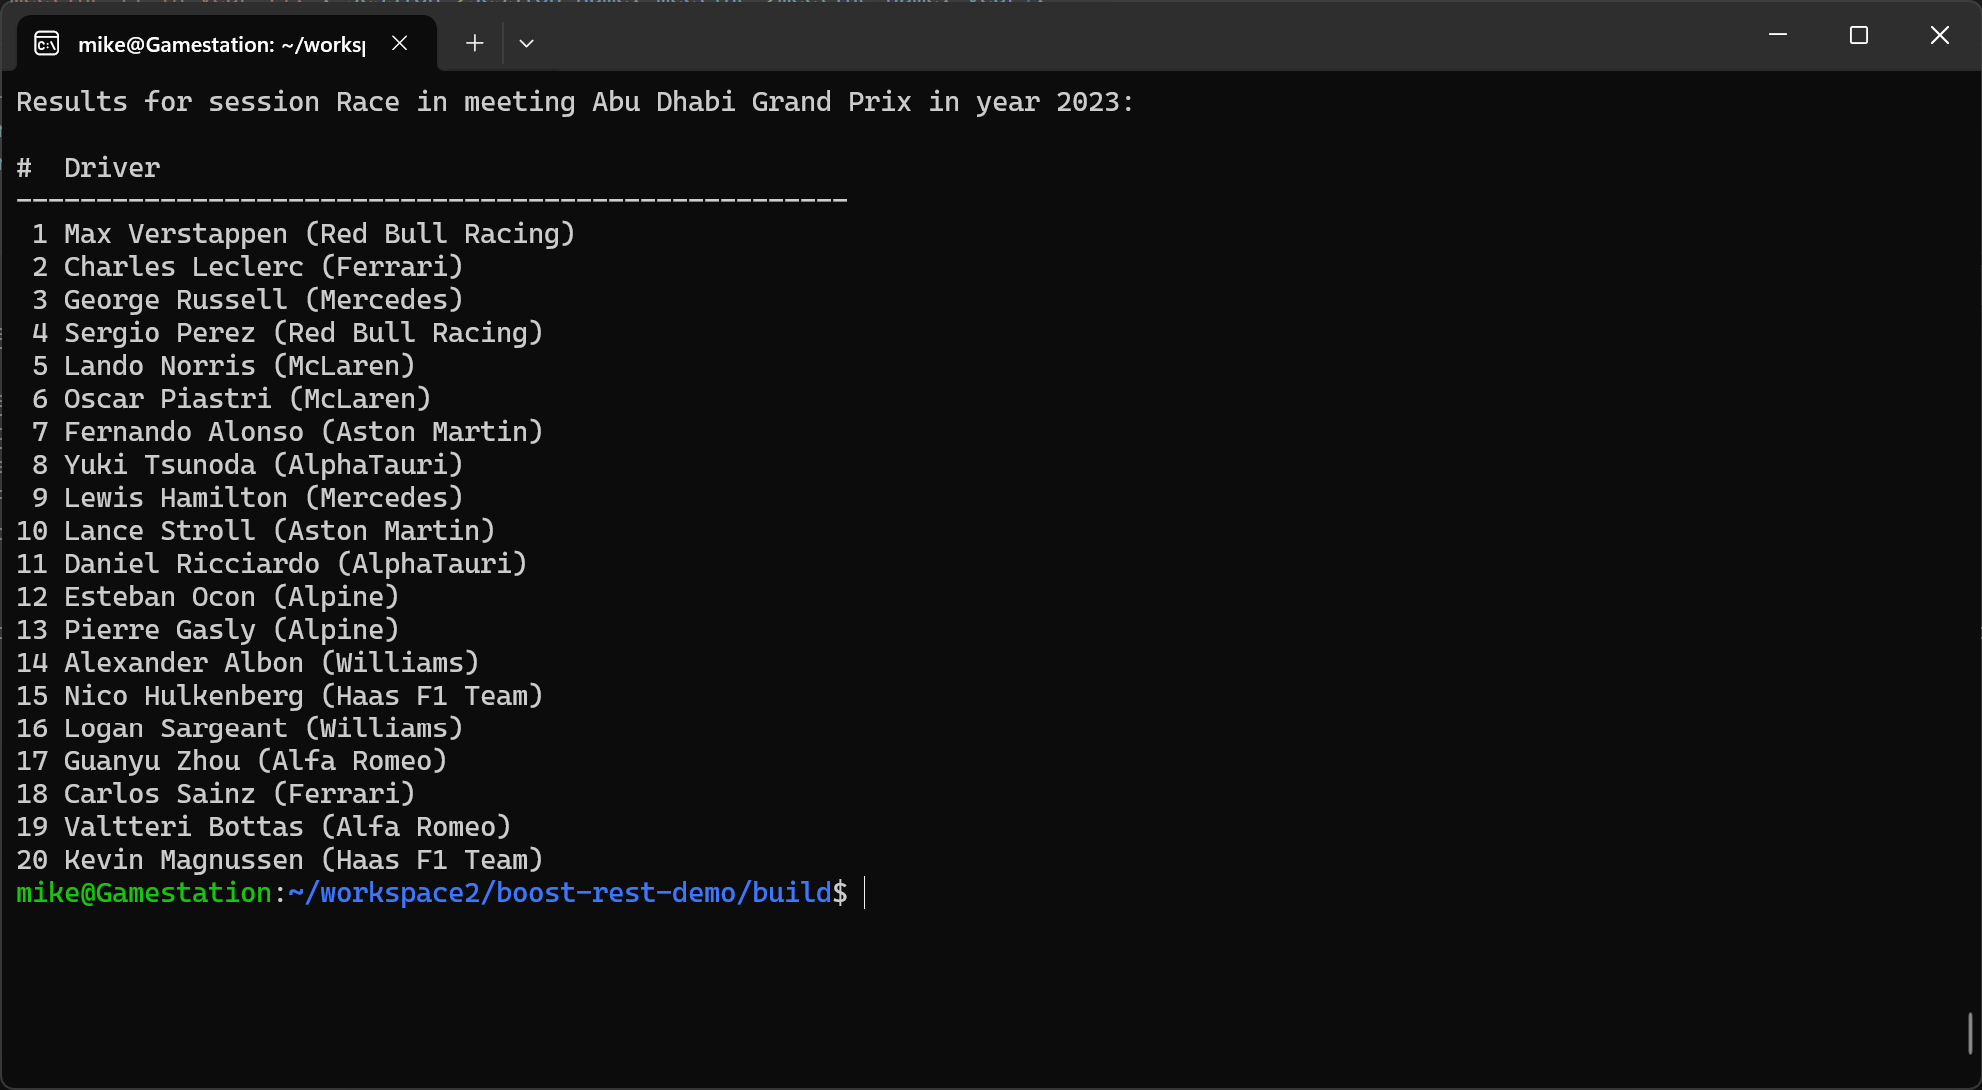 mike@Gamestation: ~/works
Results for session Race in meeting Abu Dhabi Grand Prix in year 2023:
#  Driver
----------------------------------------------------
 1 Max Verstappen (Red Bull Racing)
 2 Charles Leclerc (Ferrari)
 3 George Russell (Mercedes)
 4 Sergio Perez (Red Bull Racing)
 5 Lando Norris (McLaren)
 6 Oscar Piastri (McLaren)
 7 Fernando Alonso (Aston Martin)
 8 Yuki Tsunoda (AlphaTauri)
 9 Lewis Hamilton (Mercedes)
10 Lance Stroll (Aston Martin)
11 Daniel Ricciardo (AlphaTauri)
12 Esteban Ocon (Alpine)
13 Pierre Gasly (Alpine)
14 Alexander Albon (Williams)
15 Nico Hulkenberg (Haas F1 Team)
16 Logan Sargeant (Williams)
17 Guanyu Zhou (Alfa Romeo)
18 Carlos Sainz (Ferrari)
19 Valtteri Bottas (Alfa Romeo)
20 Kevin Magnussen (Haas F1 Team)
mike@Gamestation:~/workspace2/boost-rest-demo/build$